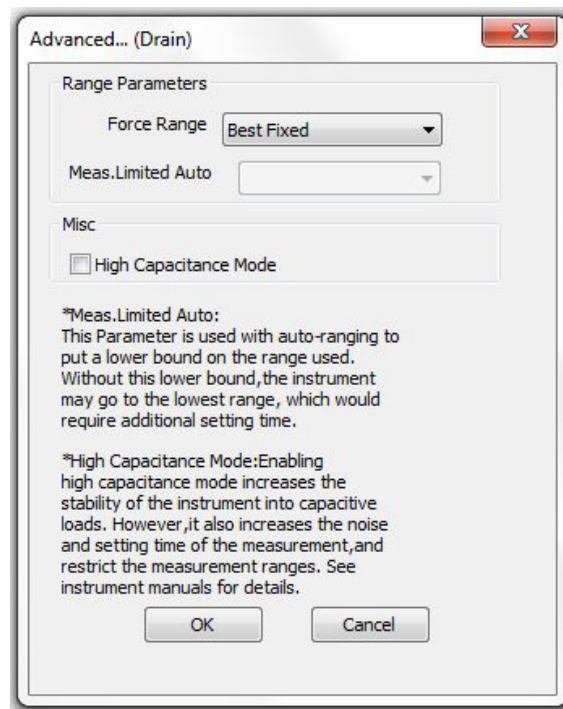 Advanced... (Drain)
Range Parameters
Force Range Best Fixed
Meas.Limited Auto
Misc
High Capacitance Mode
*Meas.Limited Auto:
This Parameter is used with auto-ranging to
put a lower bound on the range used.
Without this lower bound,the instrument
may go to the lowest range, which would
require additional setting time.
*High Capacitance Mode:Enabling
high capacitance mode increases the
stability of the instrument into capacitive
loads. However,it also increases the noise
and setting time of the measurement,and
restrict the measurement ranges. See
instrument manuals for details.
OK Cancel